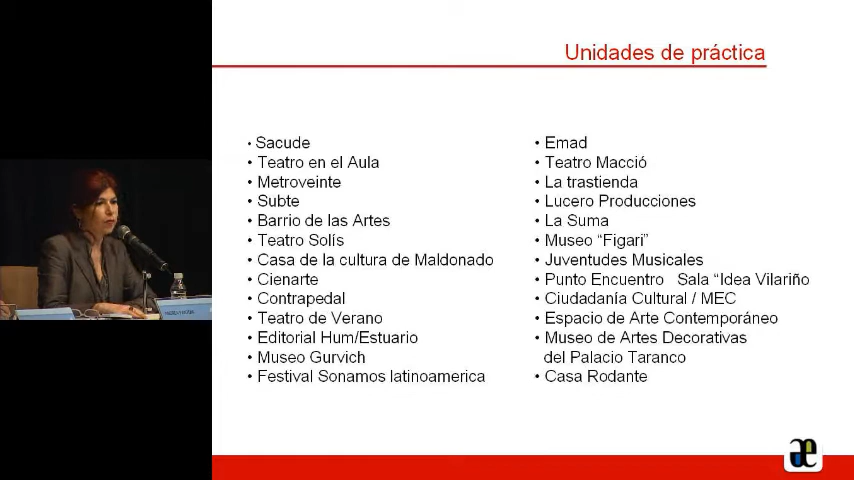 Unidades de práctica
• Sacude
• Teatro en el Aula
• Metroveinte
• Subte
• Barrio de las Artes
• Teatro Solís
• Casa de la cultura de Maldonado
• Cienarte
• Contrapedal
• Teatro de Verano
• Editorial Hum/Estuario
• Museo Gurvich
• Festival Sonamos latinoamerica
• Emad
• Teatro Macció
• La trastienda
• Lucero Producciones
• La Suma
• Museo “Figari”
• Juventudes Musicales
• Punto Encuentro Sala “Idea Vilariño
• Ciudadanía Cultural / MEC
• Espacio de Arte Contemporáneo
• Museo de Artes Decorativas
del Palacio Taranco
• Casa Rodante